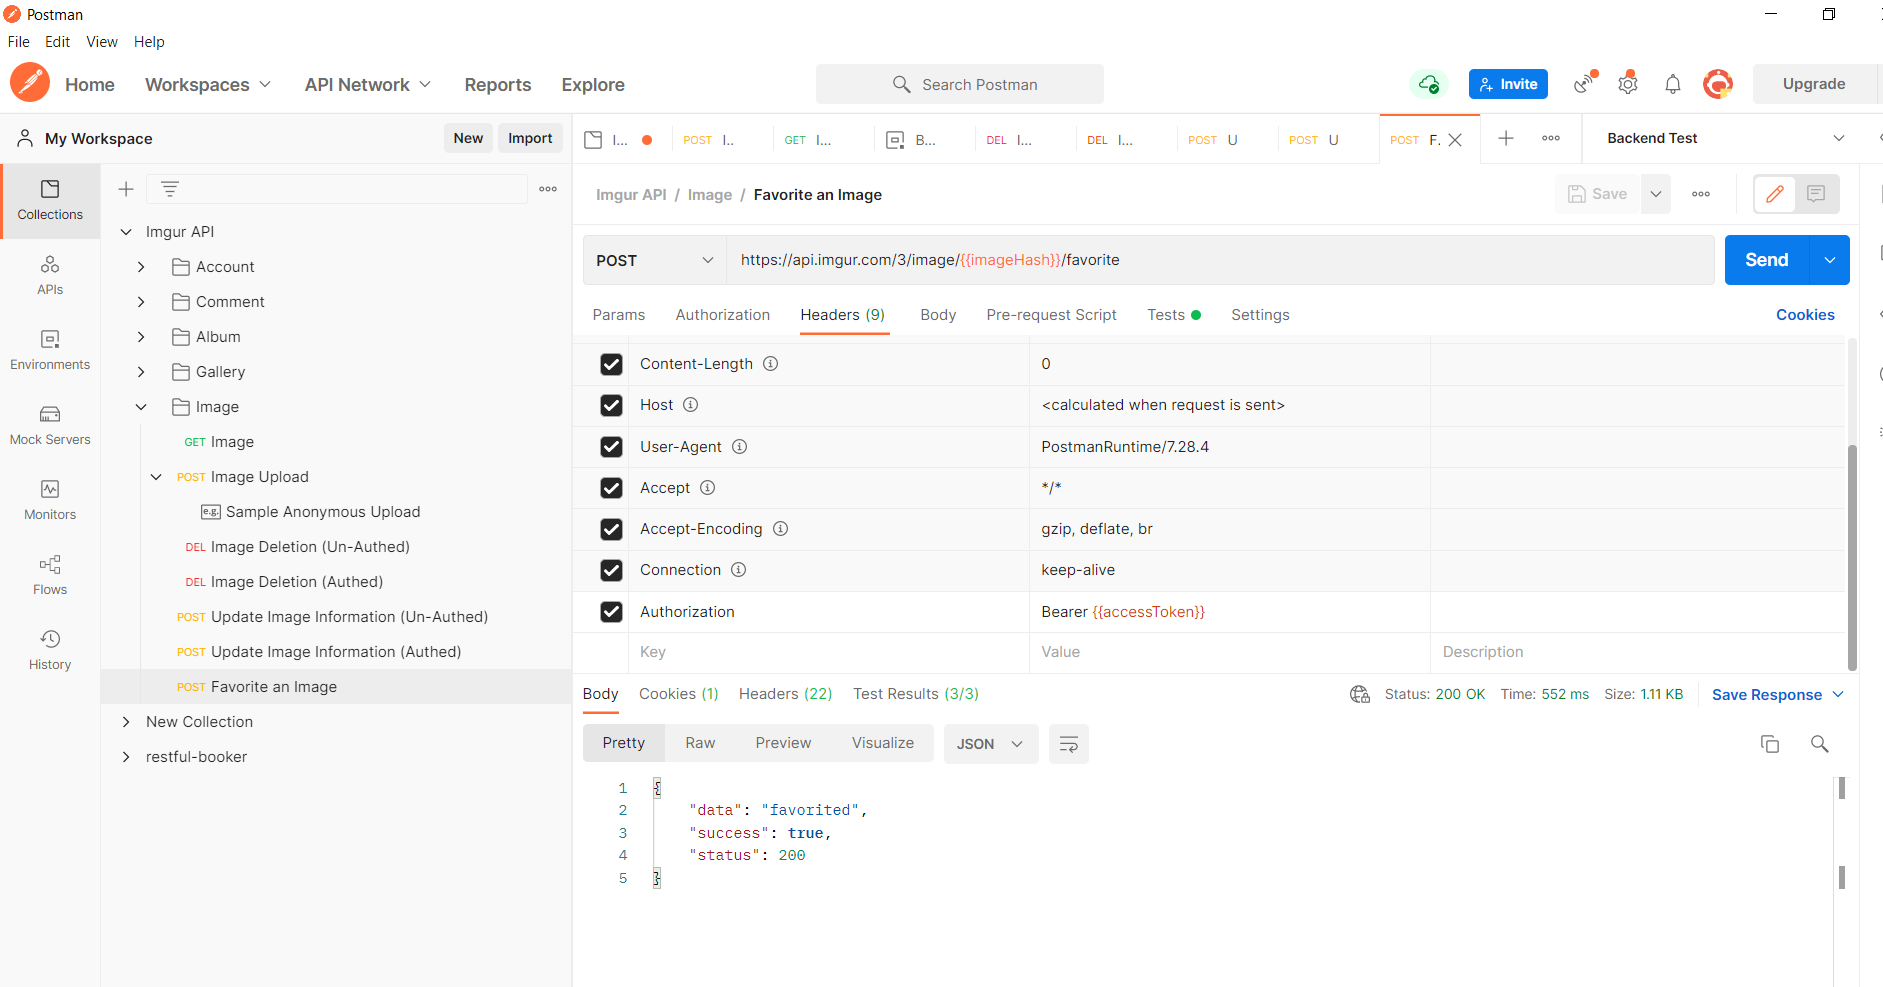 Postman
File Edit View Help
Home Workspaces API Network Reports Explore
Search Postman
Invite
Upgrade
My Workspace
New Import
I...
POST I..
GET I...
B...
DEL I...
DEL I...
POST U
POST U
POST F.
Backend Test
Collections
APIs
Environments
Mock Servers
Monitors
Flows
History
Imgur API
Account
Comment
Album
Gallery
Image
GET Image
POST Image Upload
e.g. Sample Anonymous Upload
DEL Image Deletion (Un-Authed)
DEL Image Deletion (Authed)
POST Update Image Information (Un-Authed)
POST Update Image Information (Authed)
POST Favorite an Image
New Collection
restful-booker
Imgur API / Image / Favorite an Image
Save
POST https://api.imgur.com/3/image/{{imageHash}}/favorite
Send
Params Authorization Headers (9) Body Pre-request Script Tests Settings
Cookies
Content-Length 0
Host <calculated when request is sent>
User-Agent PostmanRuntime/7.28.4
Accept */*
Accept-Encoding gzip, deflate, br
Connection keep-alive
Authorization Bearer {{accessToken}}
Key Value Description
Body Cookies (1) Headers (22) Test Results (3/3)
Status: 200 OK Time: 552 ms Size: 1.11 KB Save Response
Pretty Raw Preview Visualize JSON
1 {
2 "data": "favorited",
3 "success": true,
4 "status": 200
5 }